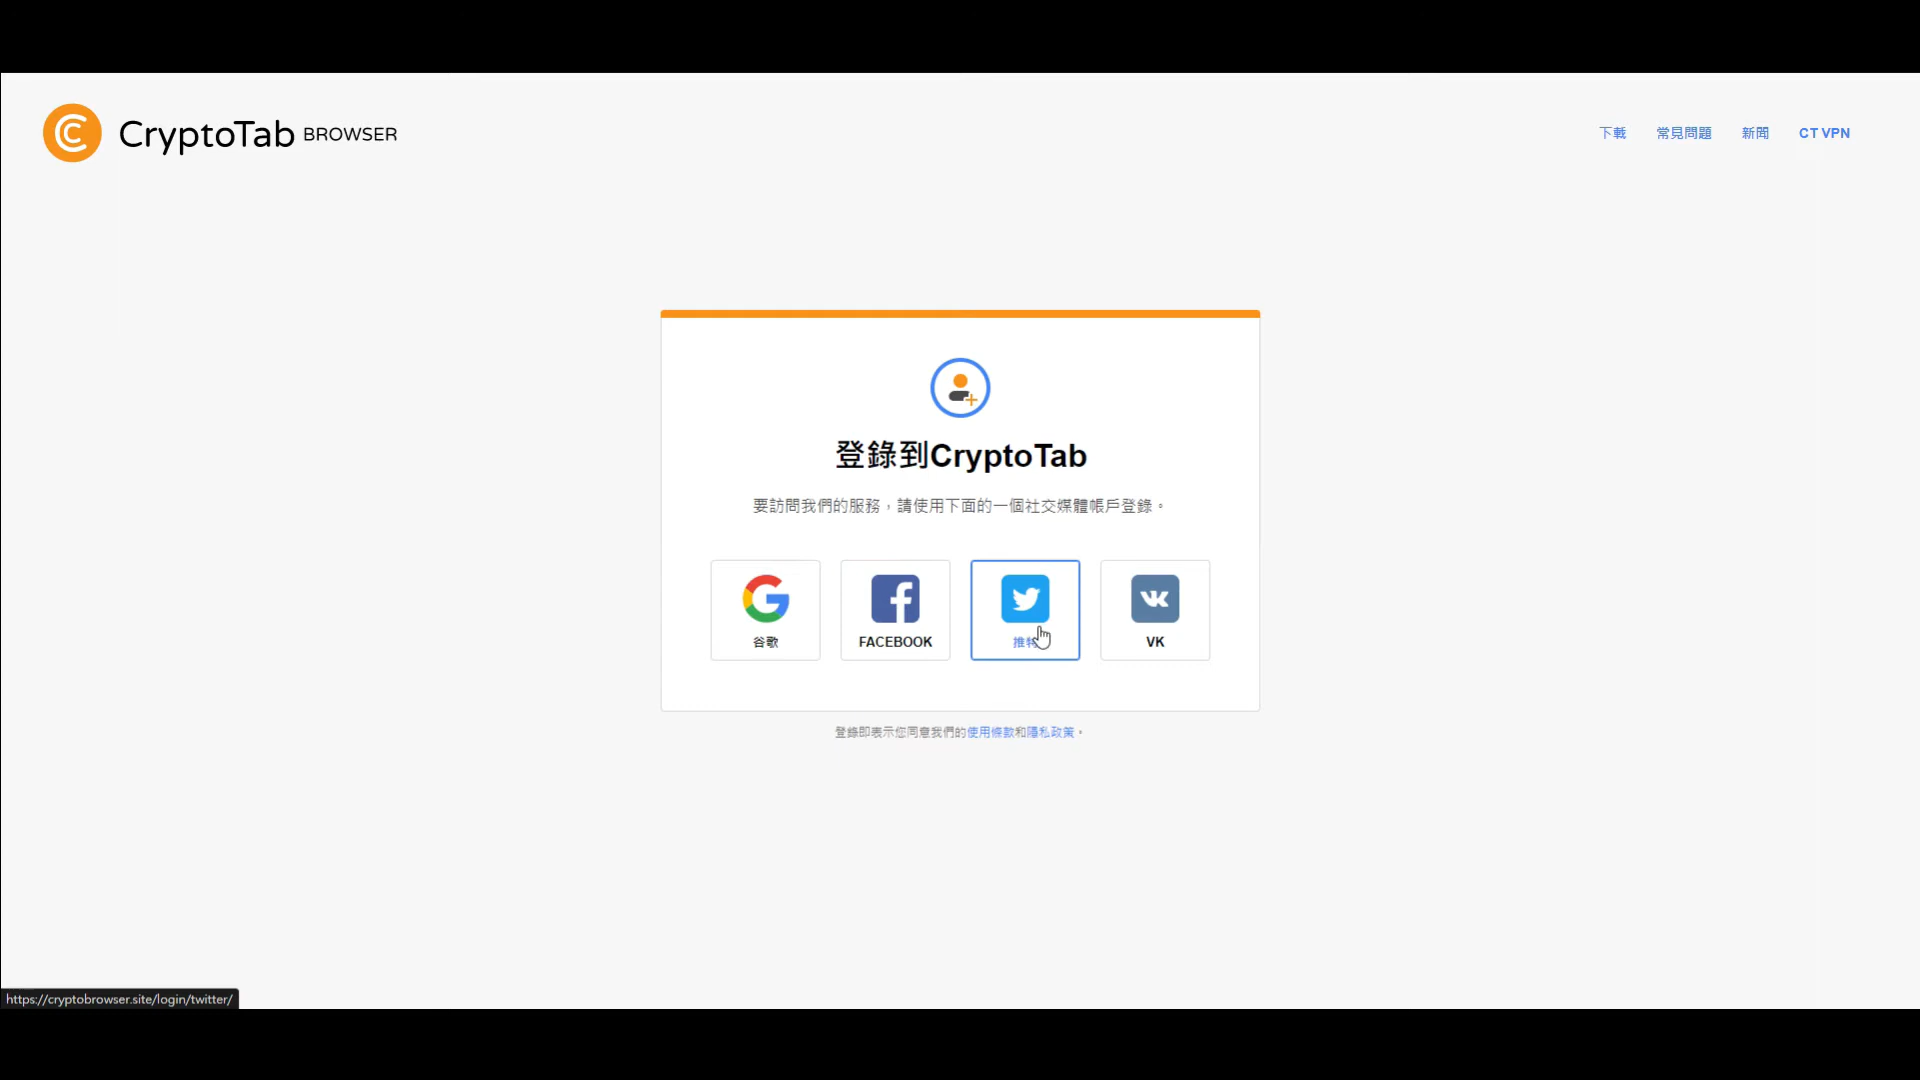 CryptoTab BROWSER
下載 常見問題 新聞 CT VPN
登錄到CryptoTab
要訪問我們的服務，請使用下面的一個社交媒體帳戶登錄。
谷歌 FACEBOOK 推特 VK
登錄即表示您同意我們的使用條款和隱私政策。
https://cryptobrowser.site/login/twitter/